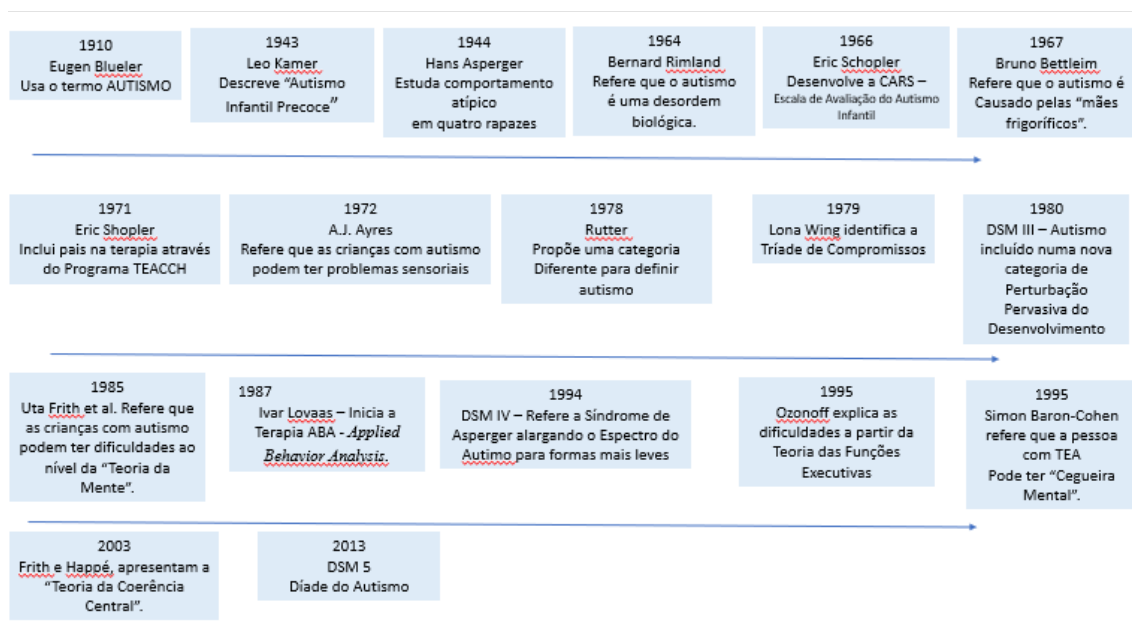 1910
Eugen Blueler
Usa o termo AUTISMO
1943
Leo Kamer
Descreve “Autismo
Infantil Precoce”
1944
Hans Asperger
Estuda comportamento
atípico
em quatro rapazes
1964
Bernard Rimland
Refere que o autismo
é uma desordem
biológica.
1966
Eric Schopler
Desenvolve a CARS –
Escala de Avaliação do Autismo
Infantil
1967
Bruno Bettleim
Refere que o autismo é
Causado pelas “mães
frigoríficos”.
1971
Eric Shopler
Inclui pais na terapia através
do Programa TEACCH
1972
A.J. Ayres
Refere que as crianças com autismo
podem ter problemas sensoriais
1978
Rutter
Propõe uma categoria
Diferente para definir
autismo
1979
Lona Wing identifica a
Tríade de Compromissos
1980
DSM III – Autismo
incluído numa nova
categoria de
Perturbação
Pervasiva do
Desenvolvimento
1985
Uta Frith et al. Refere que
as crianças com autismo
podem ter dificuldades ao
nível da “Teoria da
Mente”.
1987
Ivar Lovaas – Inicia a
Terapia ABA - Applied
Behavior Analysis.
1994
DSM IV – Refere a Síndrome de
Asperger alargando o Espectro do
Autimo para formas mais leves
1995
Ozonoff explica as
dificuldades a partir da
Teoria das Funções
Executivas
1995
Simon Baron-Cohen
refere que a pessoa
com TEA
Pode ter “Cegueira
Mental”.
2003
Frith e Happé, apresentam a
“Teoria da Coerência
Central”.
2013
DSM 5
Díade do Autismo